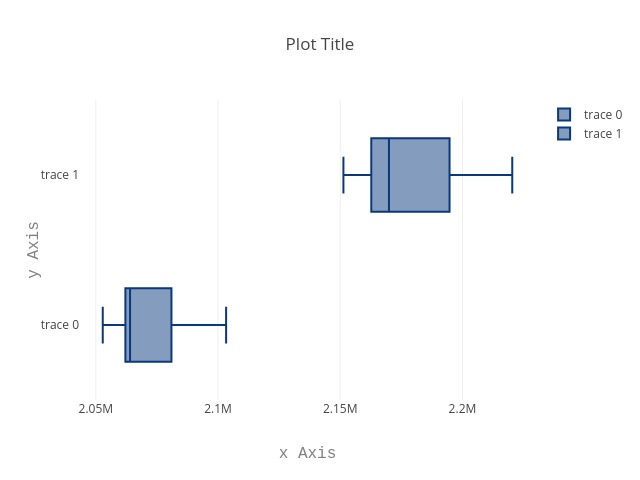 Plot Title
trace 0
trace 1
trace 1
y Axis
trace 0
2.05M 2.1M 2.15M 2.2M
x Axis